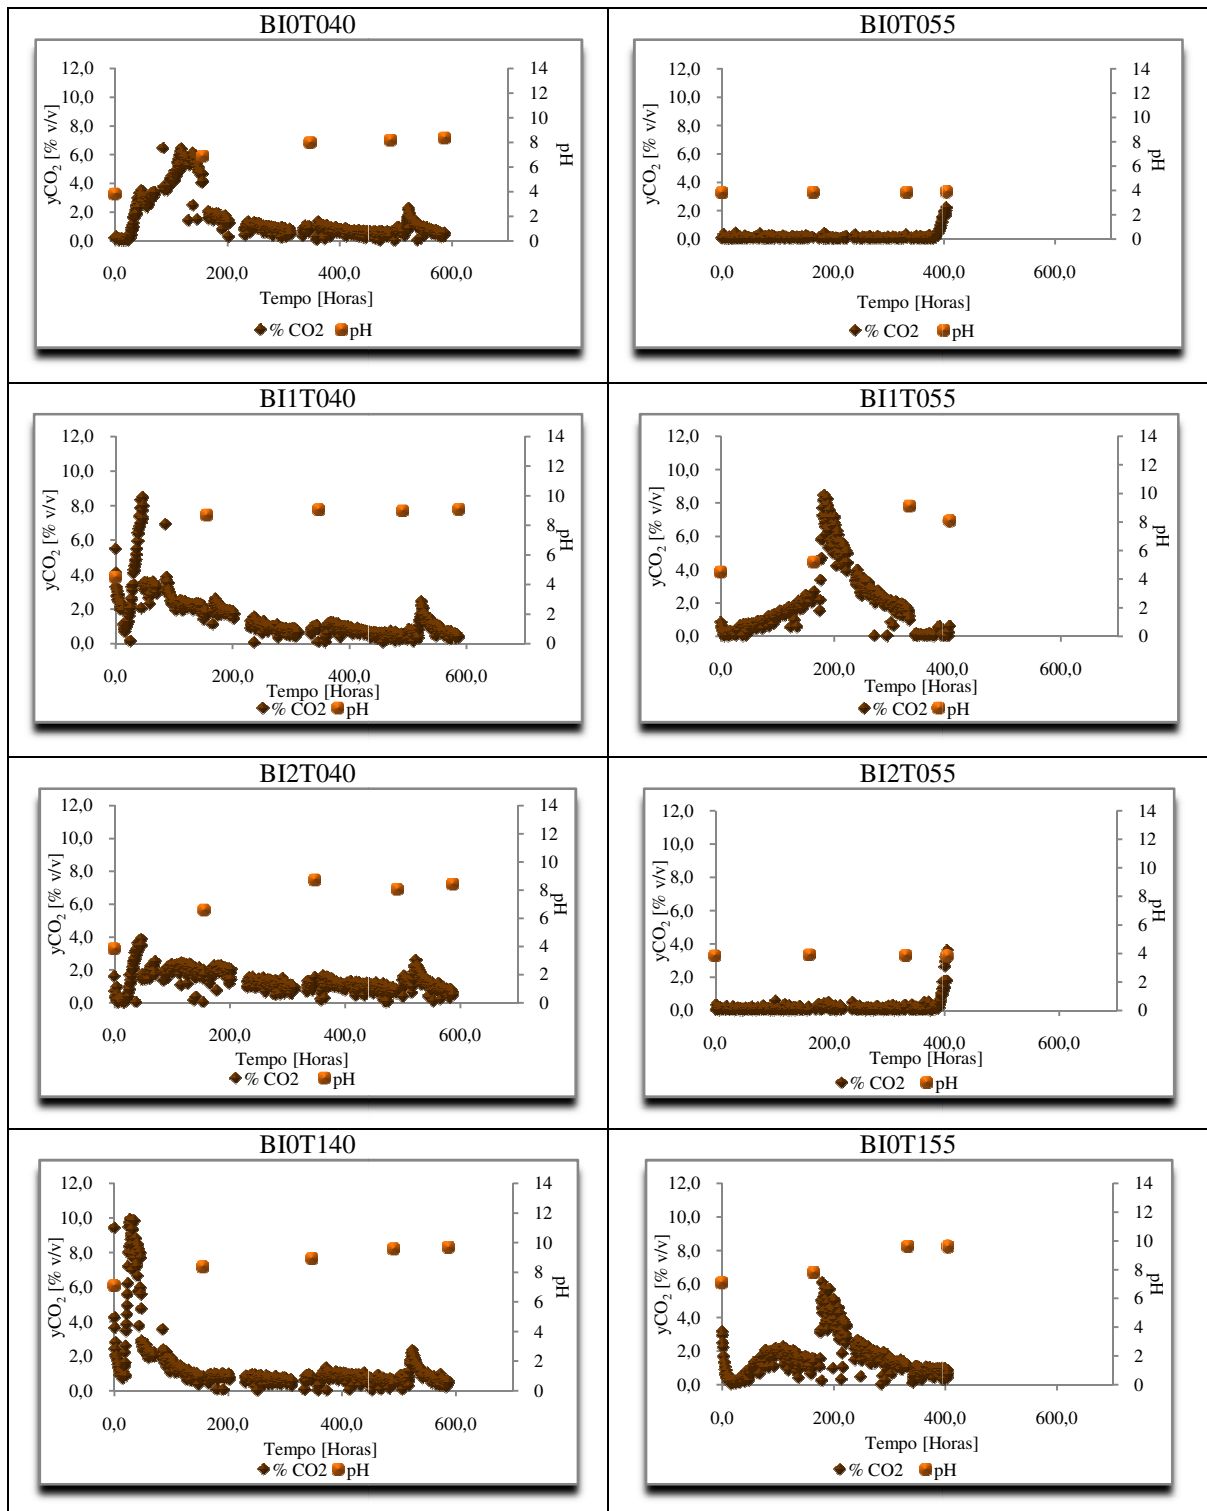 BI0T040
12,0
10,0
8,0
6,0
4,0
2,0
0,0
yCO2 [% v/v]
14
12
10
8
6
4
2
0
pH
0,0 200,0 400,0 600,0
Tempo [Horas]
% CO2 pH
BI0T055
12,0
10,0
8,0
6,0
4,0
2,0
0,0
yCO2 [% v/v]
14
12
10
8
6
4
2
0
pH
0,0 200,0 400,0 600,0
Tempo [Horas]
% CO2 pH
BI1T040
12,0
10,0
8,0
6,0
4,0
2,0
0,0
yCO2 [% v/v]
14
12
10
8
6
4
2
0
pH
0,0 200,0 400,0 600,0
Tempo [Horas]
% CO2 pH
BI1T055
12,0
10,0
8,0
6,0
4,0
2,0
0,0
yCO2 [% v/v]
14
12
10
8
6
4
2
0
pH
0,0 200,0 400,0 600,0
Tempo [Horas]
% CO2 pH
BI2T040
12,0
10,0
8,0
6,0
4,0
2,0
0,0
yCO2 [% v/v]
14
12
10
8
6
4
2
0
pH
0,0 200,0 400,0 600,0
Tempo [Horas]
% CO2 pH
BI2T055
12,0
10,0
8,0
6,0
4,0
2,0
0,0
yCO2 [% v/v]
14
12
10
8
6
4
2
0
pH
0,0 200,0 400,0 600,0
Tempo [Horas]
% CO2 pH
BI0T140
12,0
10,0
8,0
6,0
4,0
2,0
0,0
yCO2 [% v/v]
14
12
10
8
6
4
2
0
pH
0,0 200,0 400,0 600,0
Tempo [Horas]
% CO2 pH
BI0T155
12,0
10,0
8,0
6,0
4,0
2,0
0,0
yCO2 [% v/v]
14
12
10
8
6
4
2
0
pH
0,0 200,0 400,0 600,0
Tempo [Horas]
% CO2 pH